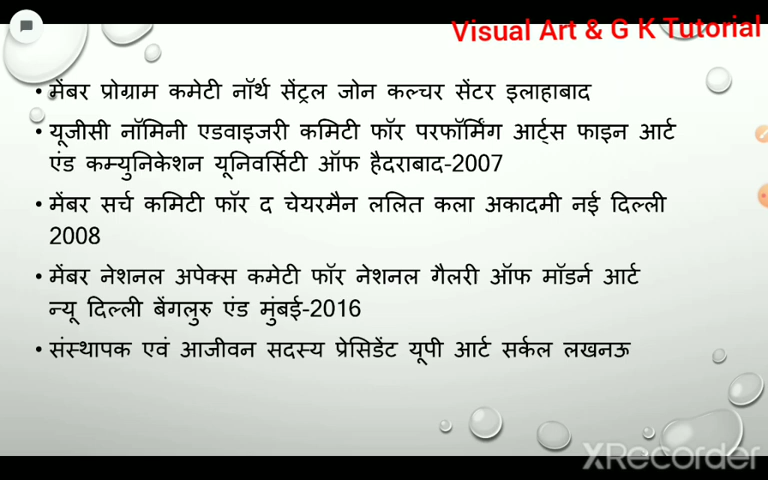 Visual Art & G K Tutorial
• मेंबर प्रोग्राम कमेटी नॉर्थ सेंट्रल जोन कल्चर सेंटर इलाहाबाद
• यूजीसी नॉमिनी एडवाइजरी कमिटी फॉर परफॉर्मिंग आर्ट्स फाइन आर्ट
एंड कम्युनिकेशन यूनिवर्सिटी ऑफ हैदराबाद-2007
• मेंबर सर्च कमिटी फॉर द चेयरमैन ललित कला अकादमी नई दिल्ली
2008
• मेंबर नेशनल अपेक्स कमेटी फॉर नेशनल गैलरी ऑफ मॉडर्न आर्ट
न्यू दिल्ली बेंगलुरु एंड मुंबई-2016
• संस्थापक एवं आजीवन सदस्य प्रेसिडेंट यूपी आर्ट सर्कल लखनऊ
XRecorder